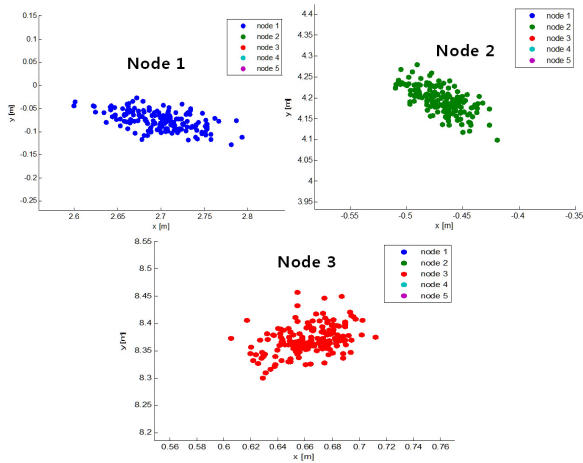 Node 1
node 1
node 2
node 3
node 4
node 5
0.15
0.1
0.05
0
-0.05
-0.1
-0.15
-0.2
-0.25
y [m]
2.6
2.65
2.7
2.75
2.8
x [m]
Node 2
node 1
node 2
node 3
node 4
node 5
4.4
4.35
4.3
4.25
4.2
4.15
4.1
4.05
4
3.95
y [m]
-0.55
-0.5
-0.45
-0.4
-0.35
x [m]
Node 3
node 1
node 2
node 3
node 4
node 5
8.55
8.5
8.45
8.4
8.35
8.3
8.25
8.2
y [m]
0.56
0.58
0.6
0.62
0.64
0.66
0.68
0.7
0.72
0.74
0.76
x [m]